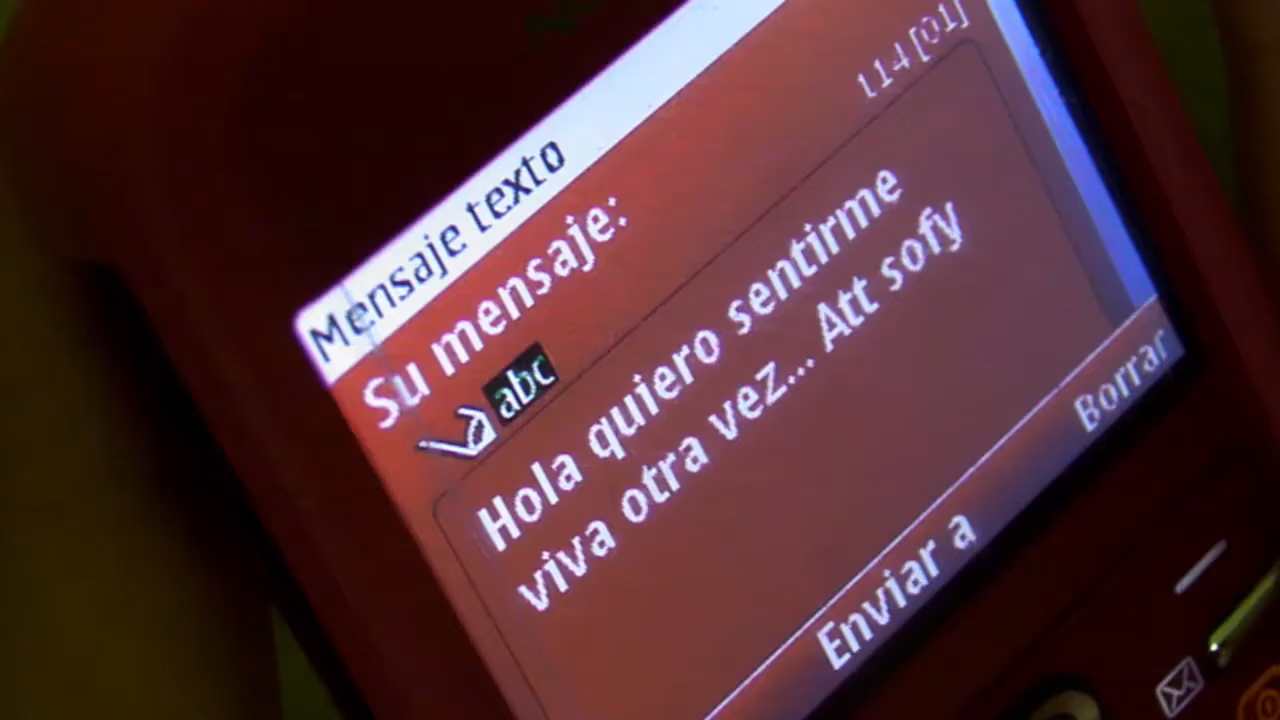 Mensaje texto
114[01]
Su mensaje:
abc
Hola quiero sentirme
viva otra vez... Att sofy
Enviar a
Borrar